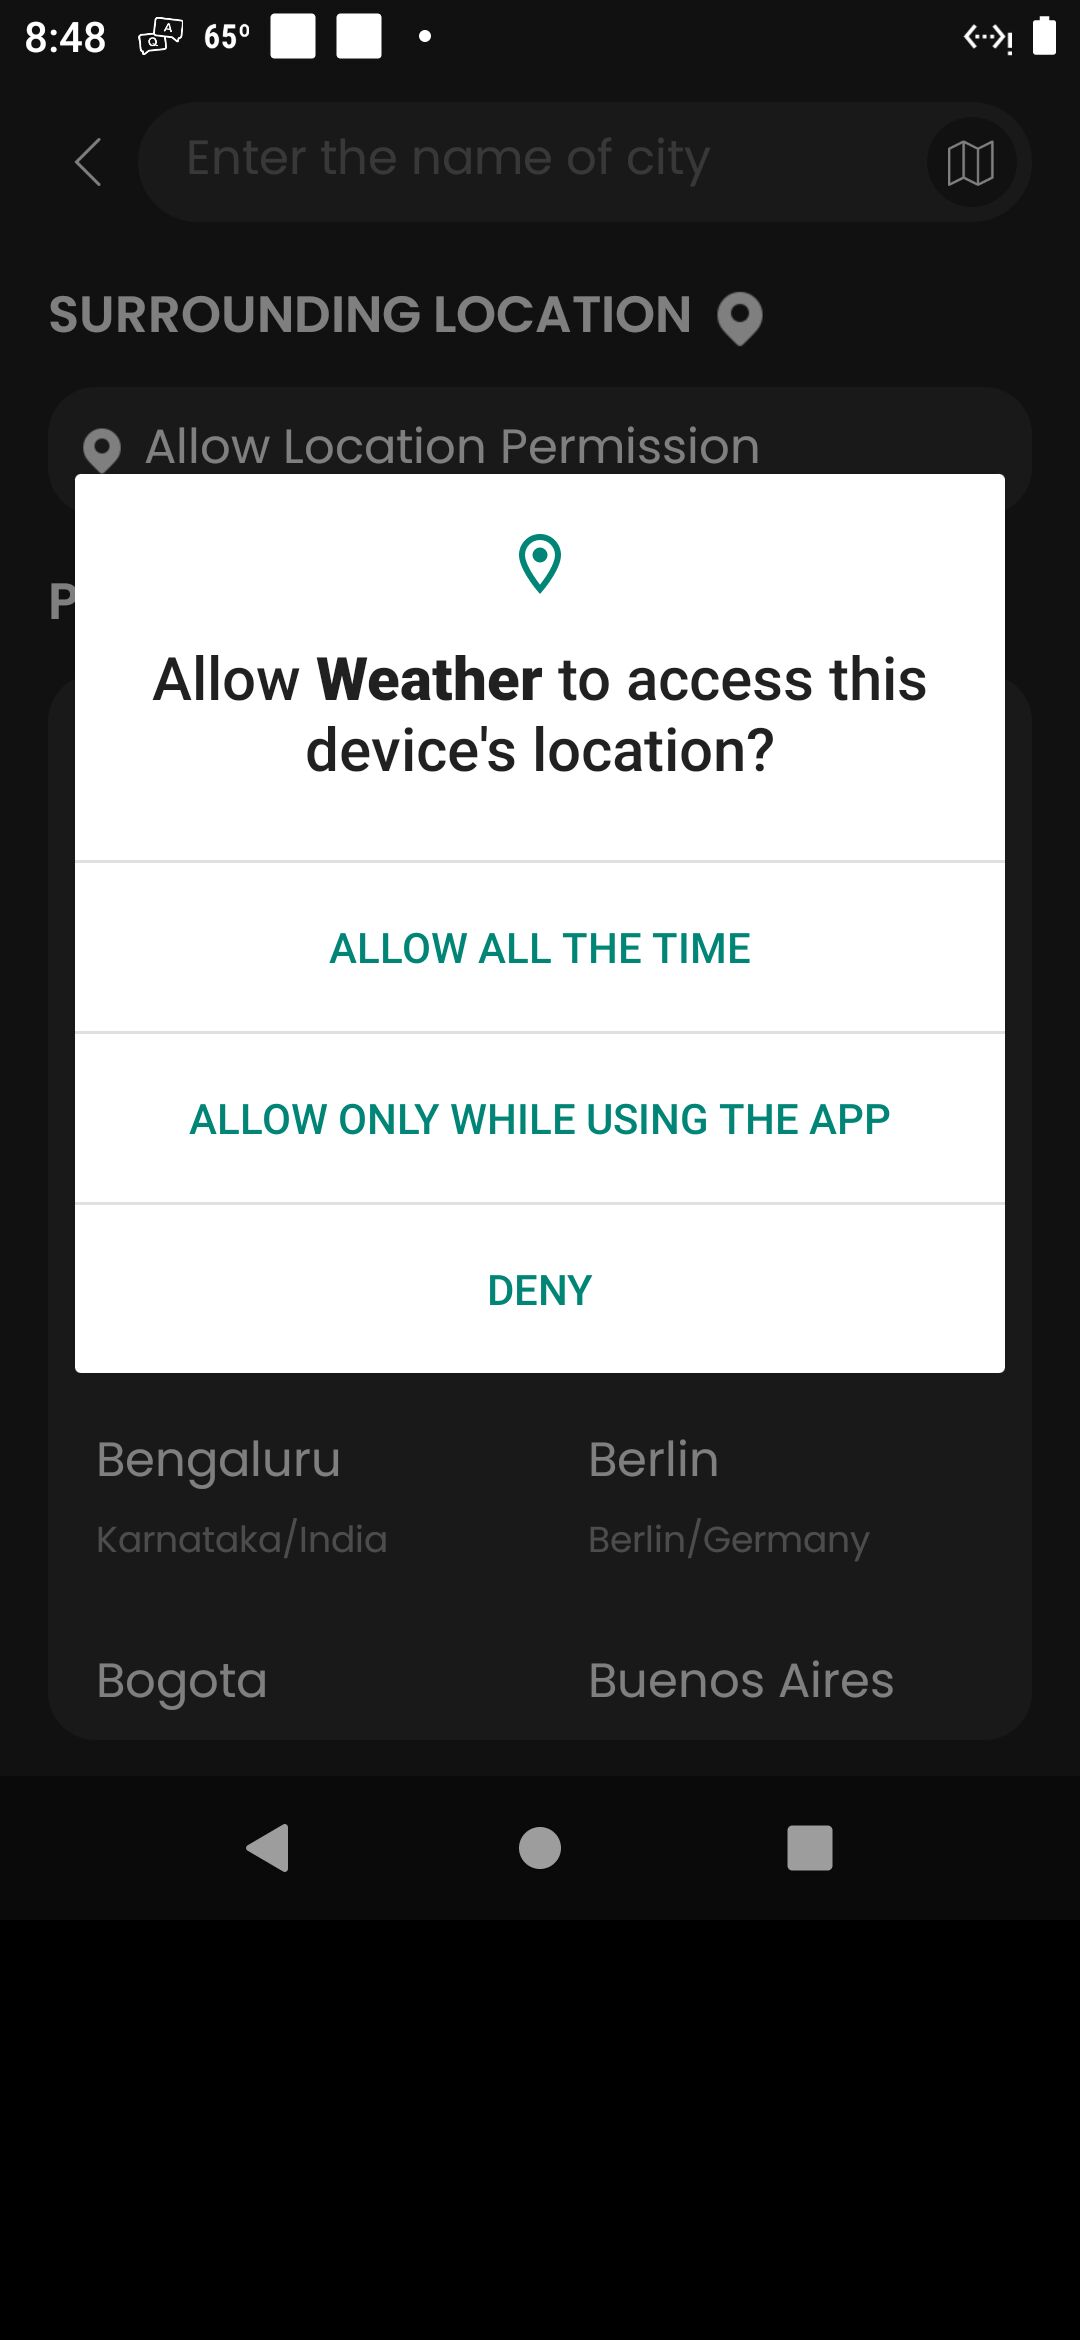 8:48 65°
Enter the name of city
SURROUNDING LOCATION
Allow Location Permission
P
Allow Weather to access this
device's location?
ALLOW ALL THE TIME
ALLOW ONLY WHILE USING THE APP
DENY
Bengaluru Berlin
Karnataka/India Berlin/Germany
Bogota Buenos Aires